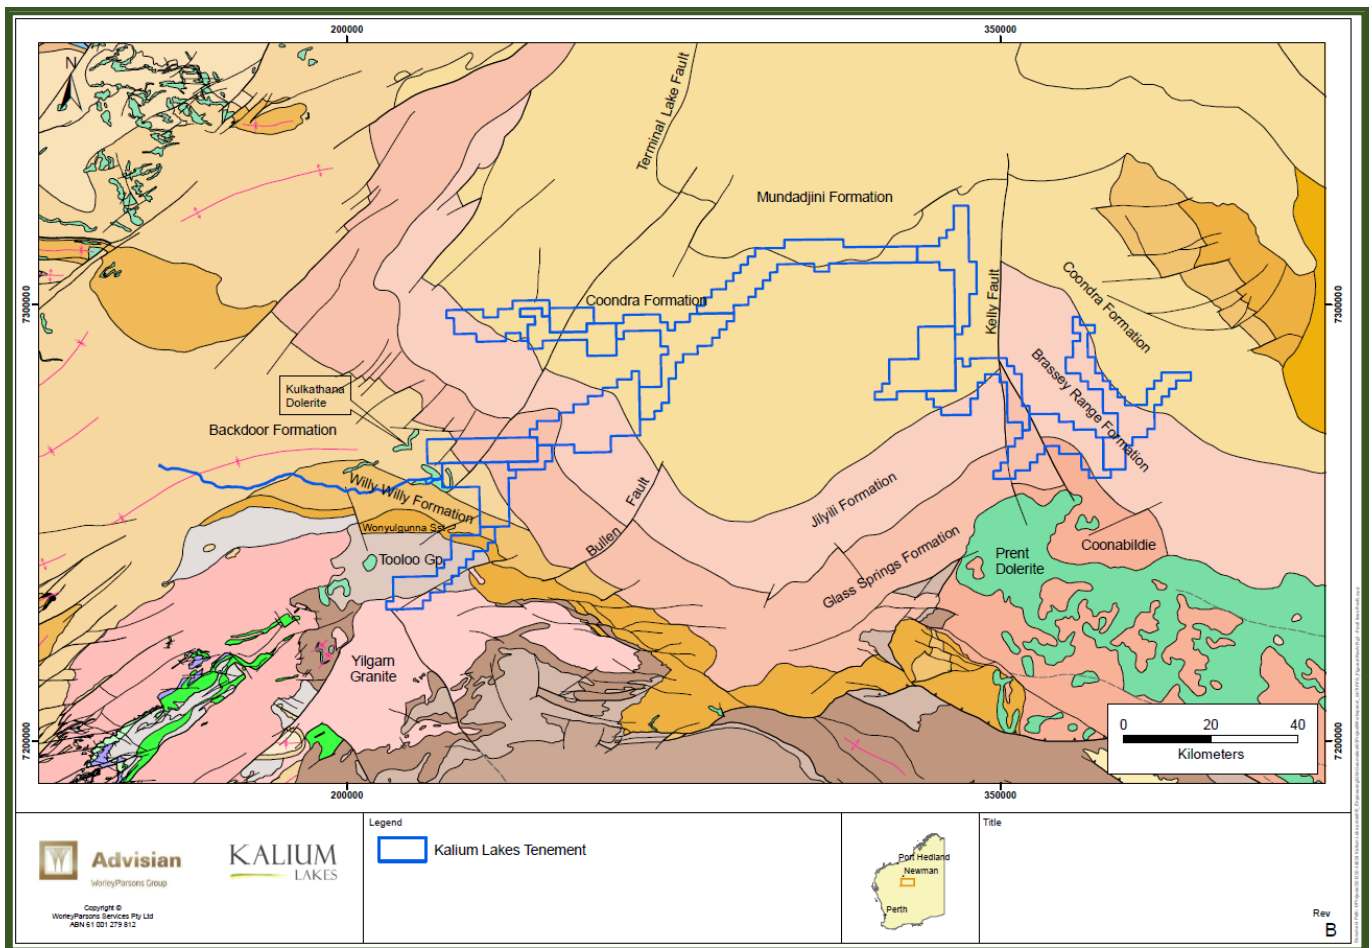 200000
350000
N
Terminal Lake Fault
Mundadjini Formation
Coondra Formation
7300000
7300000
Coondra Formation
Kelly Fault
Brassey Range Formation
Kulkathana
Dolerite
Backdoor Formation
Willy Willy Formation
Wonyulgunna Sst
Tooloo Gp
Bullen Fault
Jilyili Formation
Glass Springs Formation
Prent
Dolerite
Coonabildie
Yilgarn
Granite
7200000
7200000
0 20 40
Kilometers
200000
350000
Advisian
WorleyParsons Group
KALIUM
LAKES
Copyright ©
WorleyParsons Services Pty Ltd
ABN 61 001 279 812
Legend
Kalium Lakes Tenement
Port Hedland
Newman
Perth
Title
Rev
B